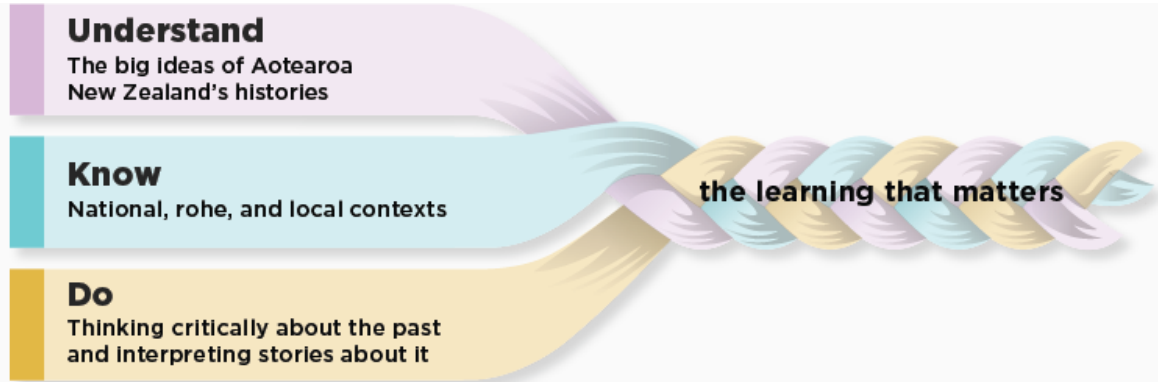 Understand
The big ideas of Aotearoa
New Zealand’s histories
Know
National, rohe, and local contexts
Do
Thinking critically about the past
and interpreting stories about it
the learning that matters